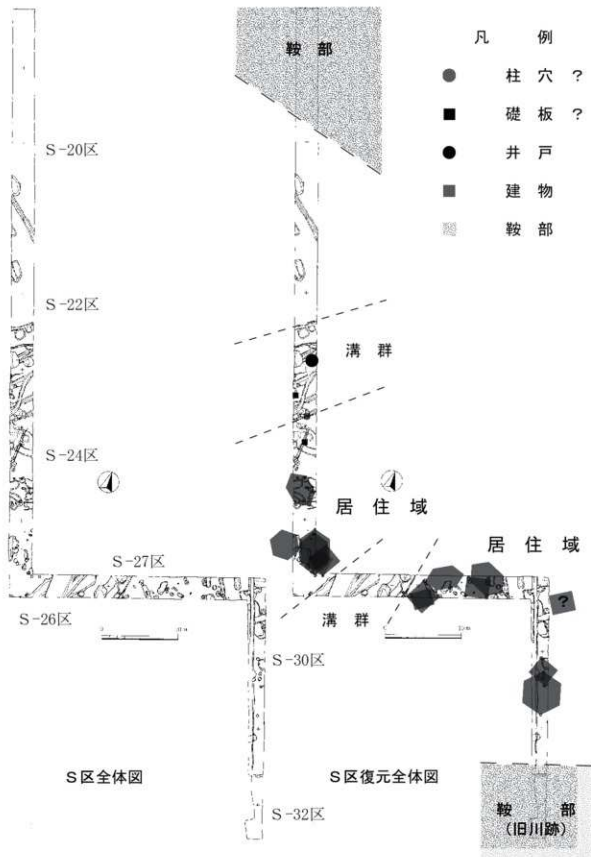 鞍部
凡例
柱穴？
礎板？
井戸
建物
鞍部
S-20区
S-22区
溝群
S-24区
居住域
居住域
S-27区
S-26区
溝群
?
S-30区
S区全体図
S区復元全体図
S-32区
鞍部
(旧川跡)